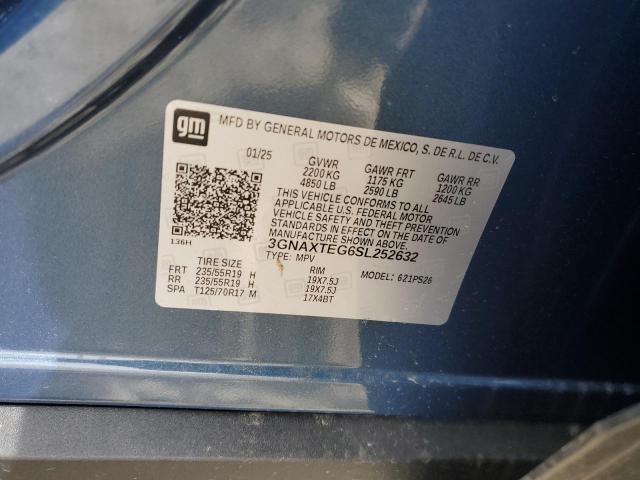 gm
MFD BY GENERAL MOTORS DE MEXICO, S. DE R.L. DE C.V.
01/25 GVWR GAWR FRT GAWR RR
2200 KG 1175 KG 1200 KG
4850 LB 2590 LB 2645 LB
THIS VEHICLE CONFORMS TO ALL
APPLICABLE U.S. FEDERAL MOTOR
VEHICLE SAFETY AND THEFT PREVENTION
STANDARDS IN EFFECT ON THE DATE OF
MANUFACTURE SHOWN ABOVE.
136H
3GNAXTEG6SL252632
TYPE: MPV
TIRE SIZE RIM MODEL: 621PS26
FRT 235/55R19 H 19X7.5J
RR 235/55R19 H 19X7.5J
SPA T125/70R17 M 17X4BT